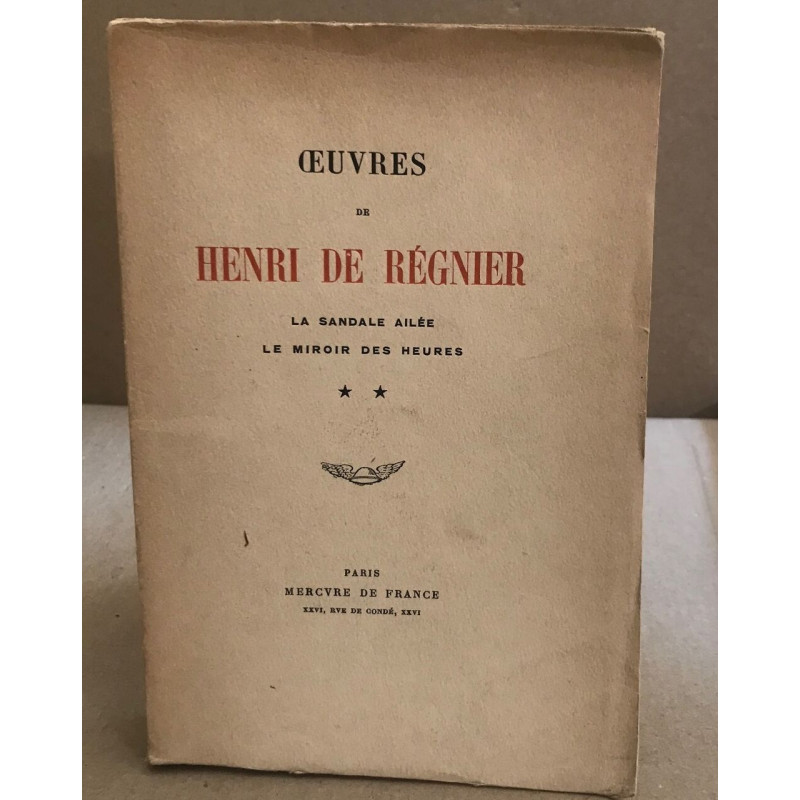 ŒUVRES
DE
HENRI DE RÉGNIER
LA SANDALE AILÉE
LE MIROIR DES HEURES
★ ★
PARIS
MERCVRE DE FRANCE
XXVI, RVE DE CONDÉ, XXVI